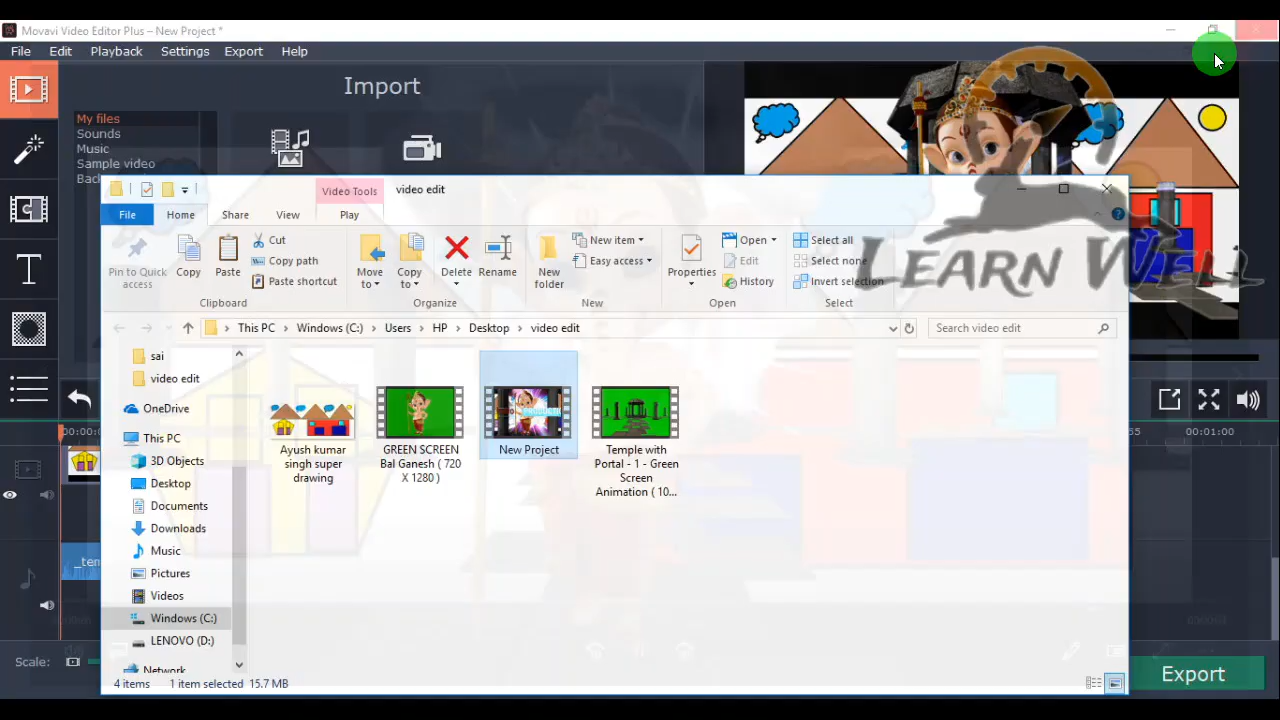 Movavi Video Editor Plus – New Project *
File Edit Playback Settings Export Help
Import
My files
Sounds
Music
Sample video
Bac
Video Tools
video edit
File Home Share View Play
Pin to Quick access
Copy
Paste
Cut
Copy path
Paste shortcut
Clipboard
Move to
Copy to
Delete
Rename
Organize
New folder
New item
Easy access
New
Properties
Open
Edit
History
Open
Select all
Select none
Invert selection
Select
LEARN WELL
This PC > Windows (C:) > Users > HP > Desktop > video edit
Search video edit
sai
video edit
OneDrive
This PC
3D Objects
Desktop
Documents
Downloads
Music
Pictures
Videos
Windows (C:)
LENOVO (D:)
Network
Ayush kumar singh super drawing
GREEN SCREEN Bal Ganesh ( 720 X 1280 )
New Project
Temple with Portal - 1 - Green Screen Animation ( 10...
00:00:0
55 00:01:00
_ten
Scale:
4 items 1 item selected 15.7 MB
Export